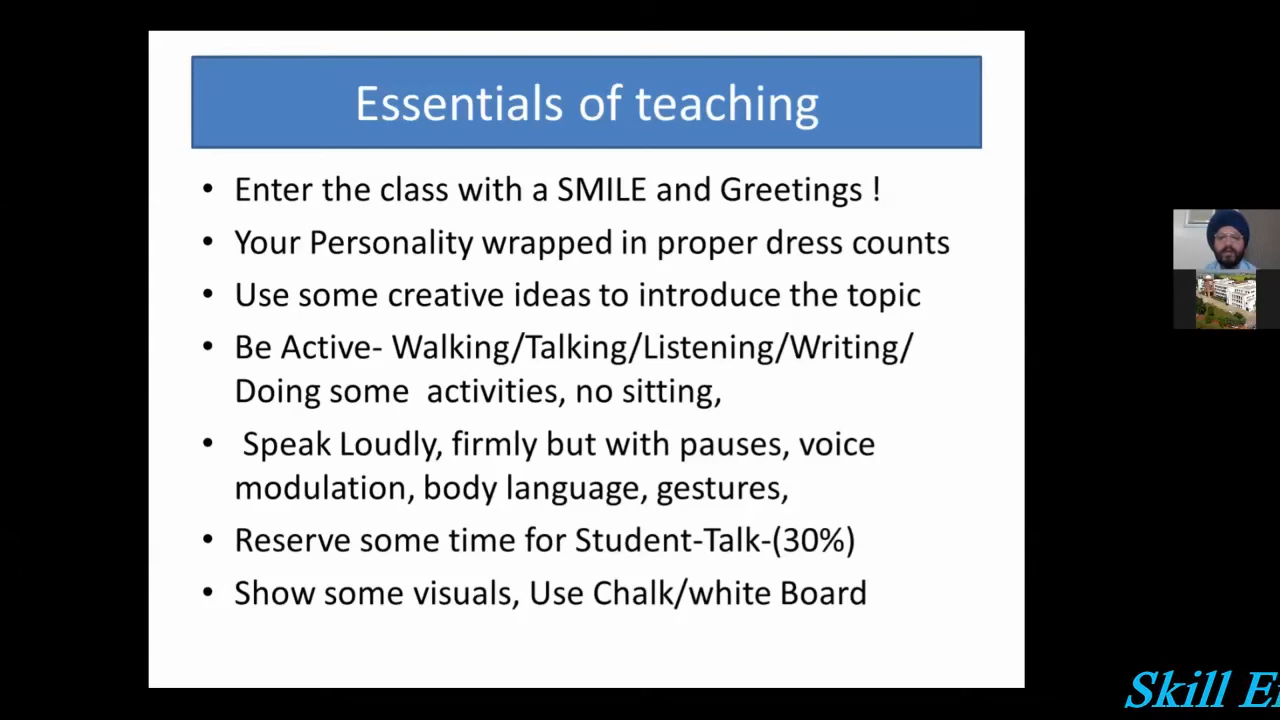 Essentials of teaching
• Enter the class with a SMILE and Greetings !
• Your Personality wrapped in proper dress counts
• Use some creative ideas to introduce the topic
• Be Active- Walking/Talking/Listening/Writing/
Doing some  activities, no sitting,
•  Speak Loudly, firmly but with pauses, voice
modulation, body language, gestures,
• Reserve some time for Student-Talk-(30%)
• Show some visuals, Use Chalk/white Board
Skill